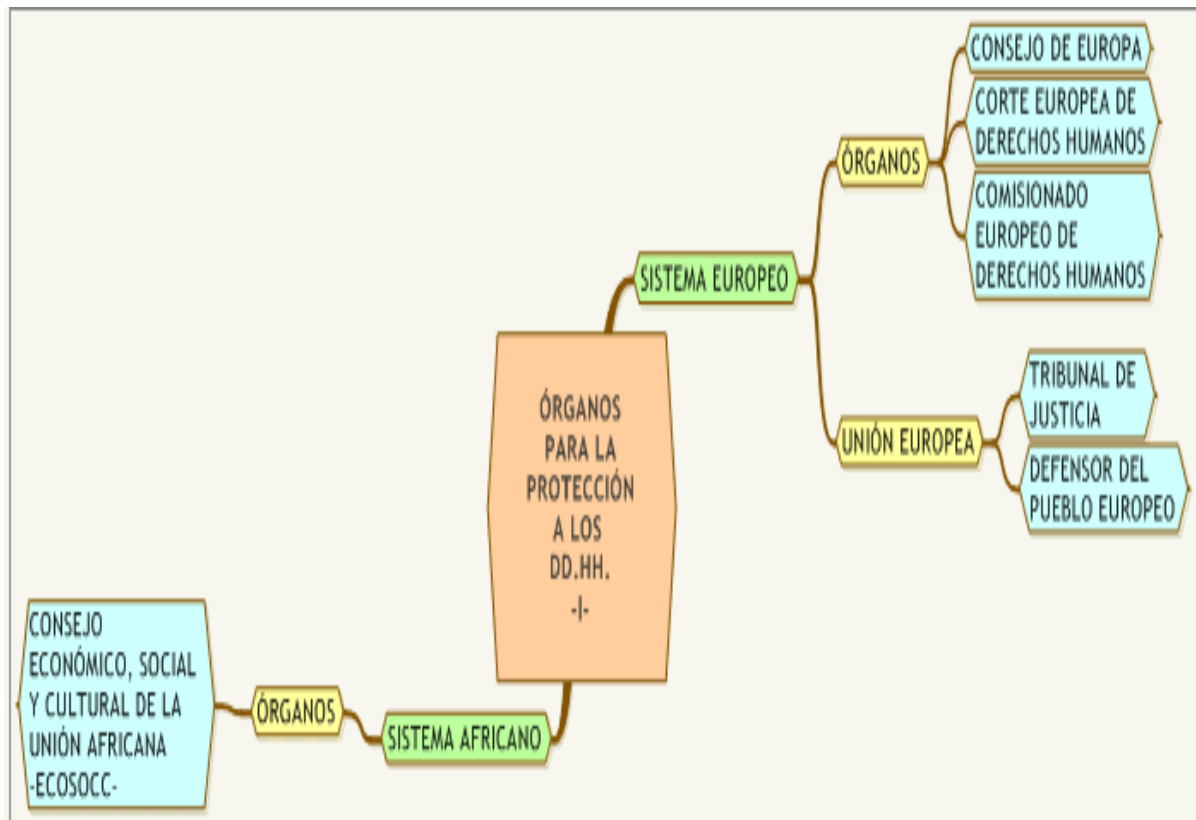 ÓRGANOS
PARA LA
PROTECCIÓN
A LOS
DD.HH.
-I-
SISTEMA EUROPEO
ÓRGANOS
CONSEJO DE EUROPA
CORTE EUROPEA DE
DERECHOS HUMANOS
COMISIONADO
EUROPEO DE
DERECHOS HUMANOS
UNIÓN EUROPEA
TRIBUNAL DE
JUSTICIA
DEFENSOR DEL
PUEBLO EUROPEO
SISTEMA AFRICANO
ÓRGANOS
CONSEJO
ECONÓMICO, SOCIAL
Y CULTURAL DE LA
UNIÓN AFRICANA
-ECOSOCC-